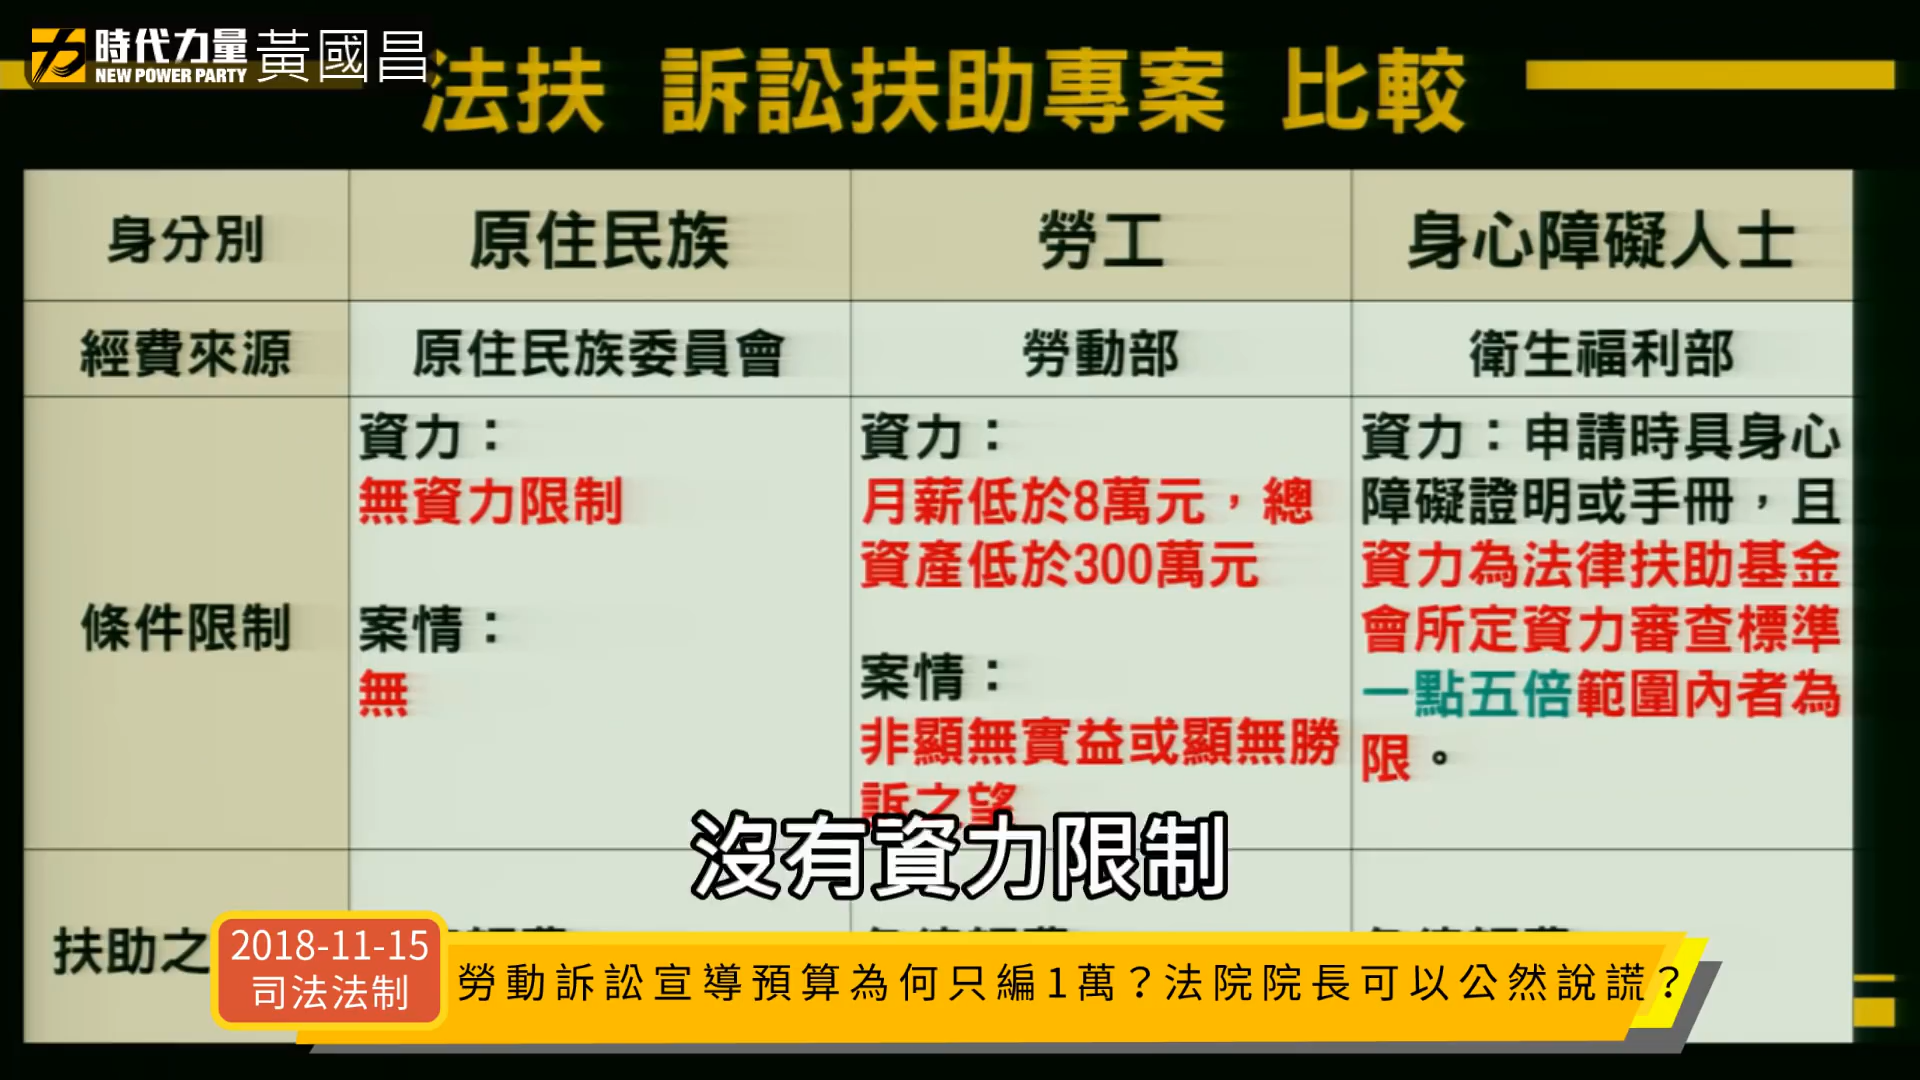 時代力量
NEW POWER PARTY
黃國昌
法扶 訴訟扶助專案 比較
身分別
原住民族
勞工
身心障礙人士
經費來源
原住民族委員會
勞動部
衛生福利部
條件限制
資力：
無資力限制
案情：
無
資力：
月薪低於8萬元，總
資產低於300萬元
案情：
非顯無實益或顯無勝
訴之望
資力：申請時具身心
障礙證明或手冊，且
資力為法律扶助基金
會所定資力審查標準
一點五倍範圍內者為
限。
扶助之
沒有資力限制
2018-11-15
司法法制
勞動訴訟宣導預算為何只編1萬？法院院長可以公然說謊？